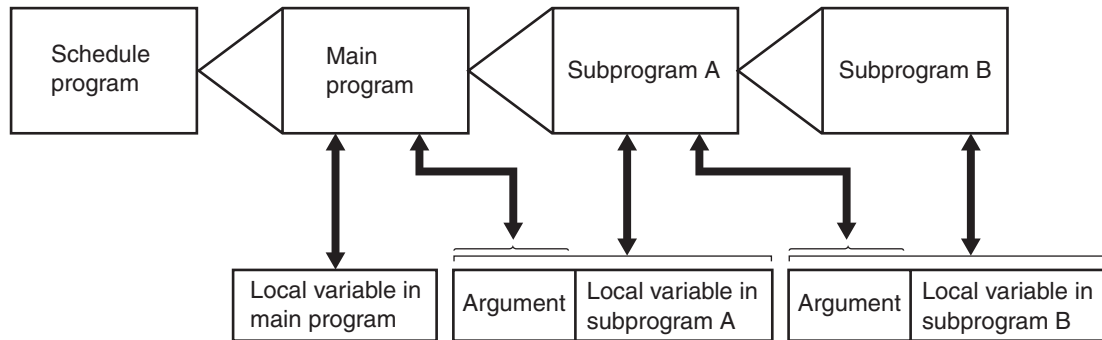 Schedule
program
Main
program
Subprogram A
Subprogram B
Local variable in
main program
Argument
Local variable in
subprogram A
Argument
Local variable in
subprogram B